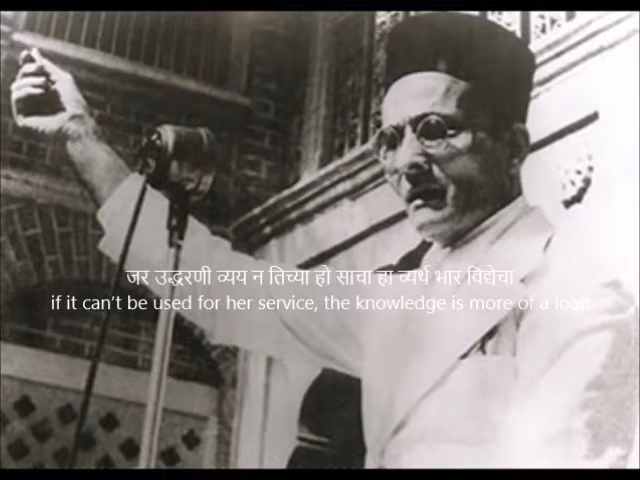 जर उद्धरणी व्यय न तिच्या हो साचा हा व्यर्थ भार विद्येचा
if it can't be used for her service, the knowledge is more of a load.